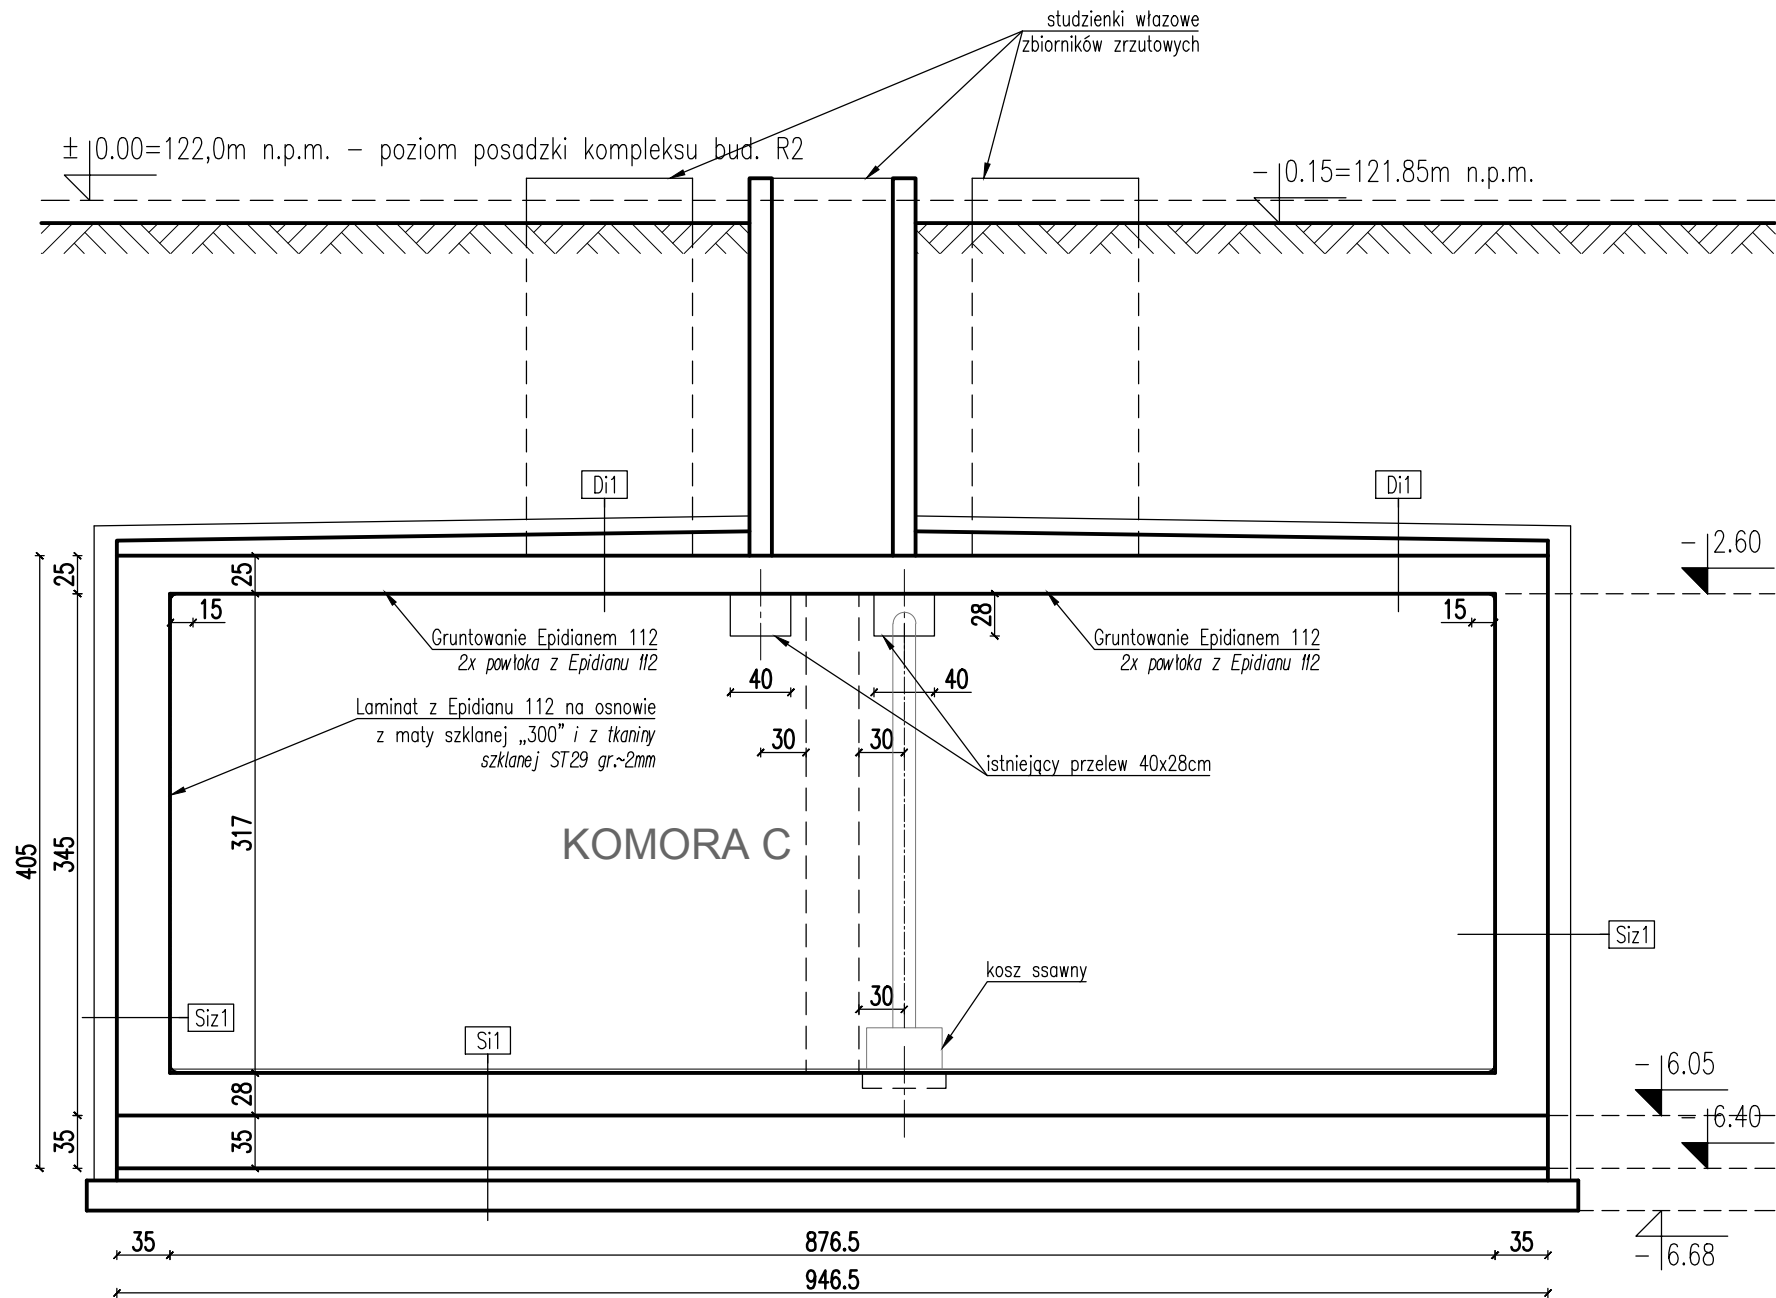 studzienki włazowe
zbiorników zrzutowych
± 0.00=122,0m n.p.m. – poziom posadzki kompleksu bud. R2
– 0.15=121.85m n.p.m.
Di1
Di1
– 2.60
25
25
15
28
15
Gruntowanie Epidianem 112
2x powłoka z Epidianu 112
Gruntowanie Epidianem 112
2x powłoka z Epidianu 112
40
40
Laminat z Epidianu 112 na osnowie
z maty szklanej „300” i z tkaniny
szklanej ST29 gr.~2mm
30
30
istniejący przelew 40x28cm
405
345
317
KOMORA C
Siz1
kosz ssawny
30
Siz1
Si1
– 6.05
28
– 6.40
35
35
35
876.5
35
– 6.68
946.5